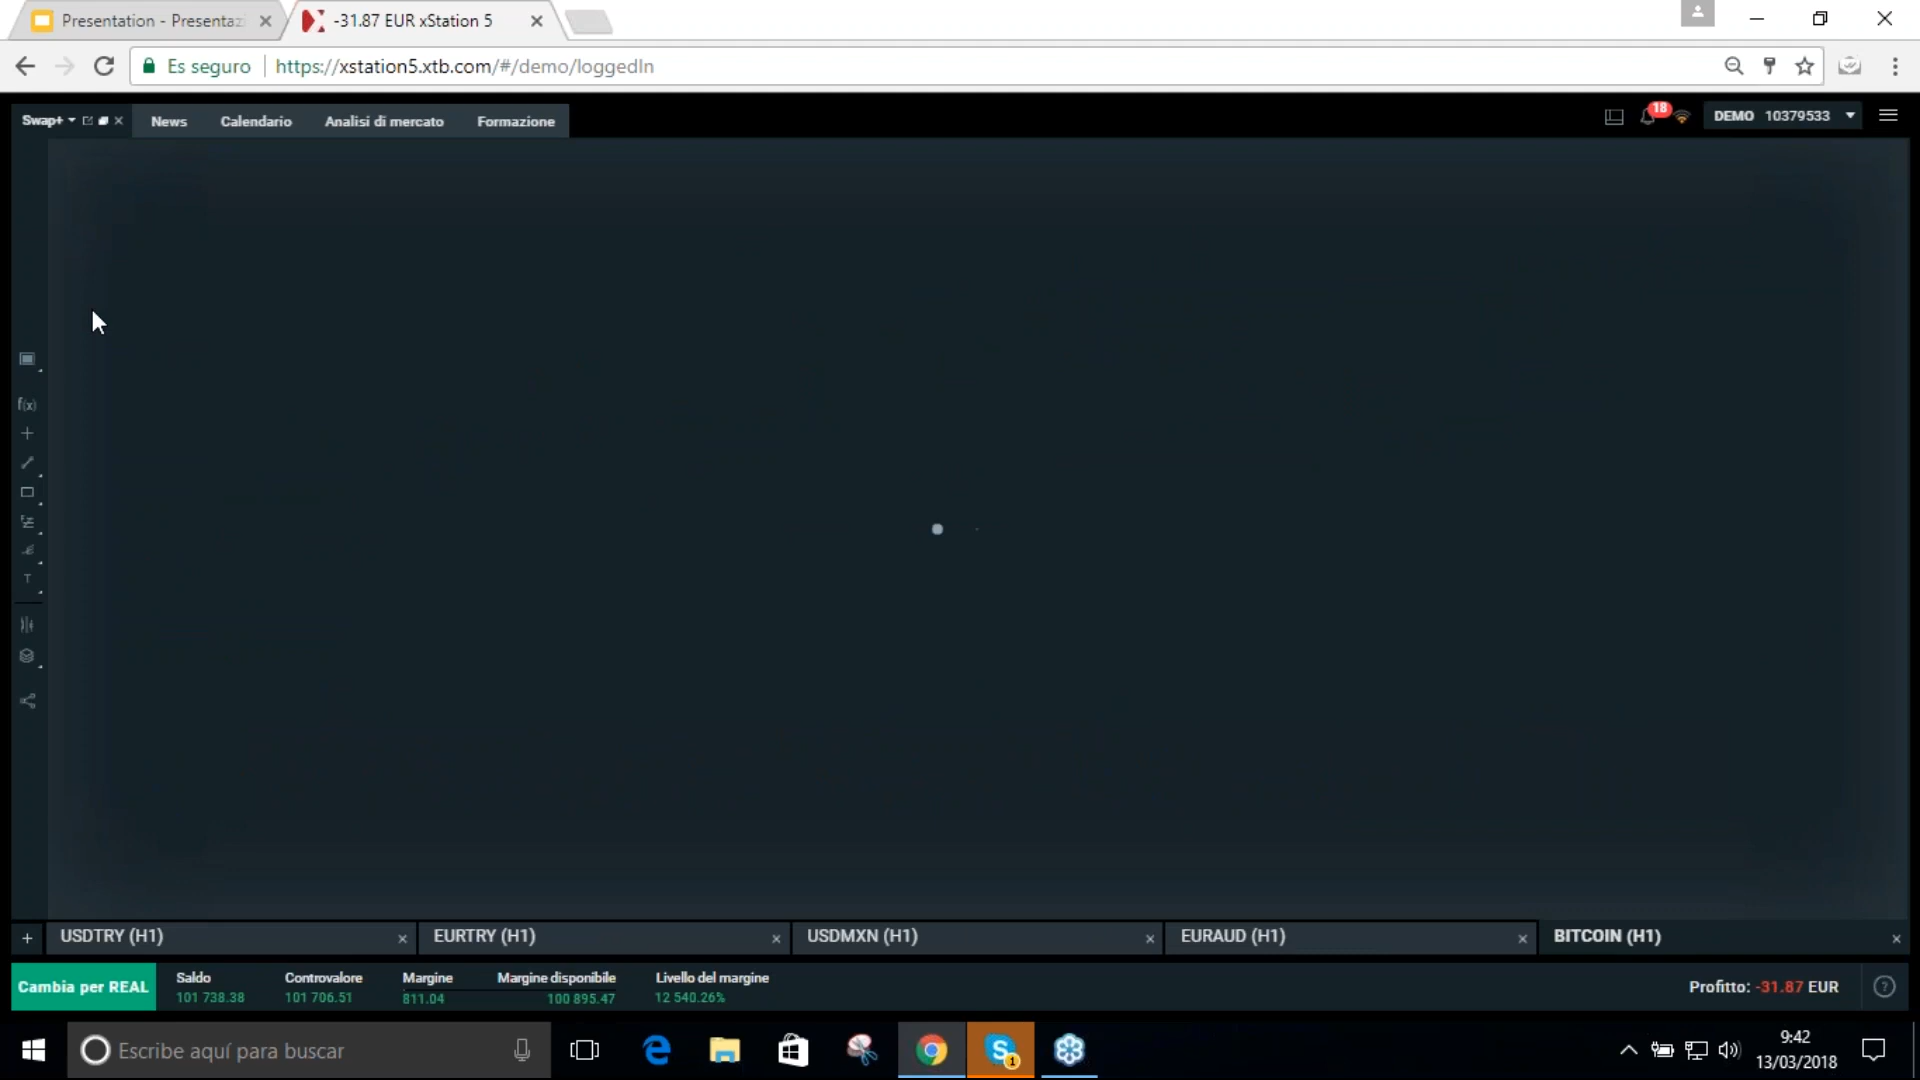 Presentation - Presentaz
-31.87 EUR xStation 5
Es seguro
https://xstation5.xtb.com/#/demo/loggedIn
Swap+
News
Calendario
Analisi di mercato
Formazione
18
DEMO 10379533
f(x)
T
USDTRY (H1)
EURTRY (H1)
USDMXN (H1)
EURAUD (H1)
BITCOIN (H1)
Cambia per REAL
Saldo
101 738.38
Controvalore
101 706.51
Margine
811.04
Margine disponibile
100 895.47
Livello del margine
12 540.26%
Profitto: -31.87 EUR
?
Escribe aquí para buscar
1
9:42
13/03/2018